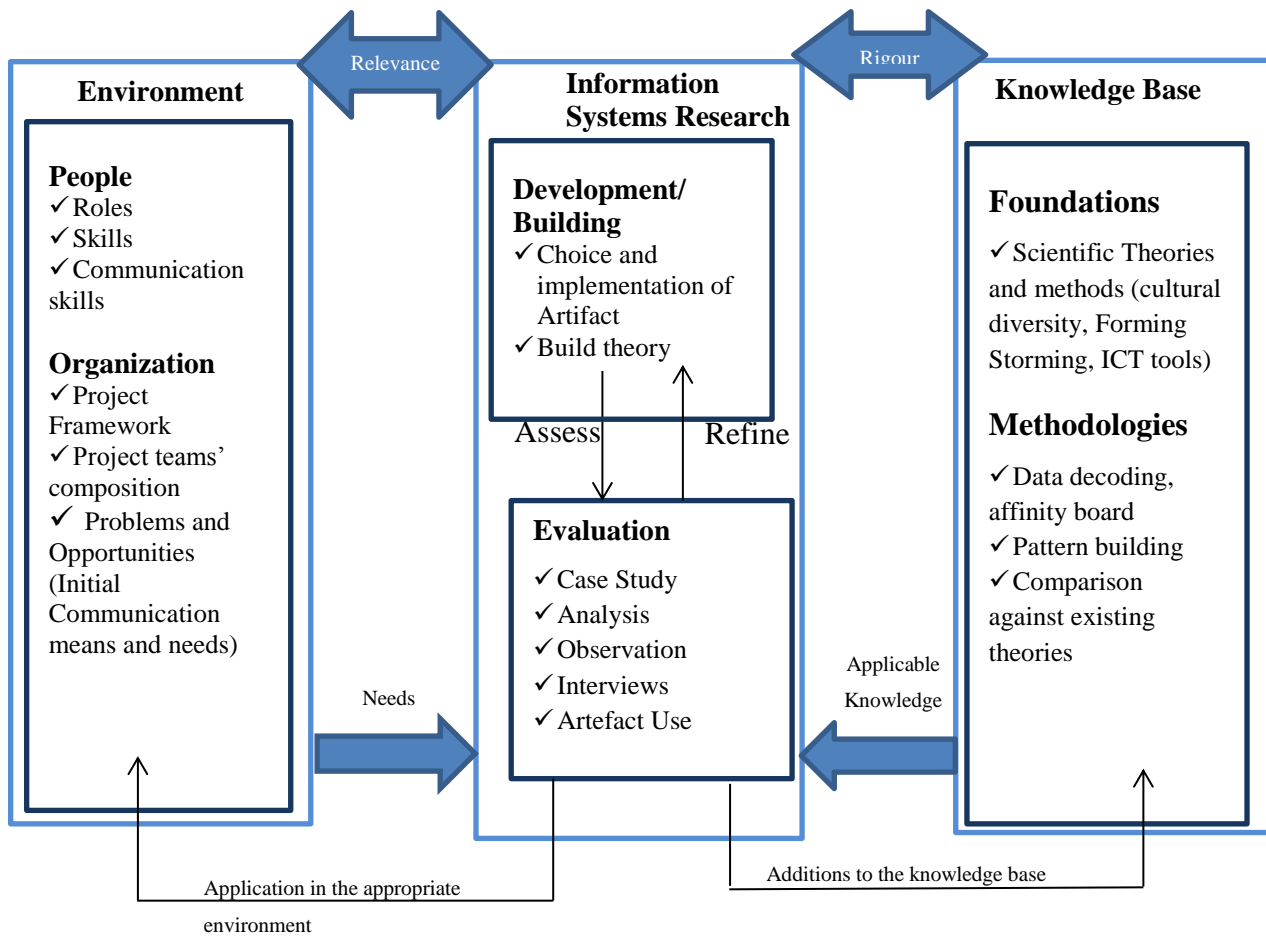 Relevance
Rigour
Environment
People
✓ Roles
✓ Skills
✓ Communication
skills
Organization
✓ Project
Framework
✓ Project teams’
composition
✓ Problems and
Opportunities
(Initial
Communication
means and needs)
Needs
Information
Systems Research
Development/
Building
✓ Choice and
implementation of
Artifact
✓ Build theory
Assess
Refine
Evaluation
✓ Case Study
✓ Analysis
✓ Observation
✓ Interviews
✓ Artefact Use
Applicable
Knowledge
Knowledge Base
Foundations
✓ Scientific Theories
and methods (cultural
diversity, Forming
Storming, ICT tools)
Methodologies
✓ Data decoding,
affinity board
✓ Pattern building
✓ Comparison
against existing
theories
Application in the appropriate
environment
Additions to the knowledge base